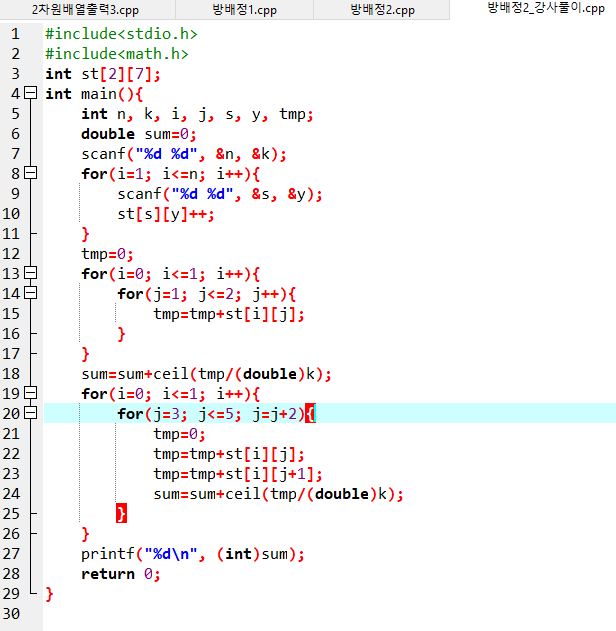 2차원배열출력3.cpp 방배정1.cpp 방배정2.cpp 방배정2_강사풀이.cpp
1 #include<stdio.h>
2 #include<math.h>
3 int st[2][7];
4 int main(){
5     int n, k, i, j, s, y, tmp;
6     double sum=0;
7     scanf("%d %d", &n, &k);
8     for(i=1; i<=n; i++){
9         scanf("%d %d", &s, &y);
10         st[s][y]++;
11     }
12     tmp=0;
13     for(i=0; i<=1; i++){
14         for(j=1; j<=2; j++){
15             tmp=tmp+st[i][j];
16         }
17     }
18     sum=sum+ceil(tmp/(double)k);
19     for(i=0; i<=1; i++){
20         for(j=3; j<=5; j=j+2){
21             tmp=0;
22             tmp=tmp+st[i][j];
23             tmp=tmp+st[i][j+1];
24             sum=sum+ceil(tmp/(double)k);
25         }
26     }
27     printf("%d\n", (int)sum);
28     return 0;
29 }
30